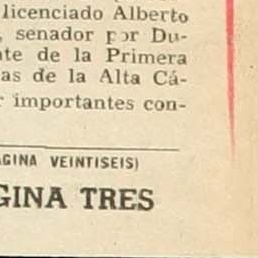 licenciado Alberto
, senador por Du-
te de la Primera
as de la Alta Cá-
r importantes con-
GINA VEINTISEIS)
GINA TRES